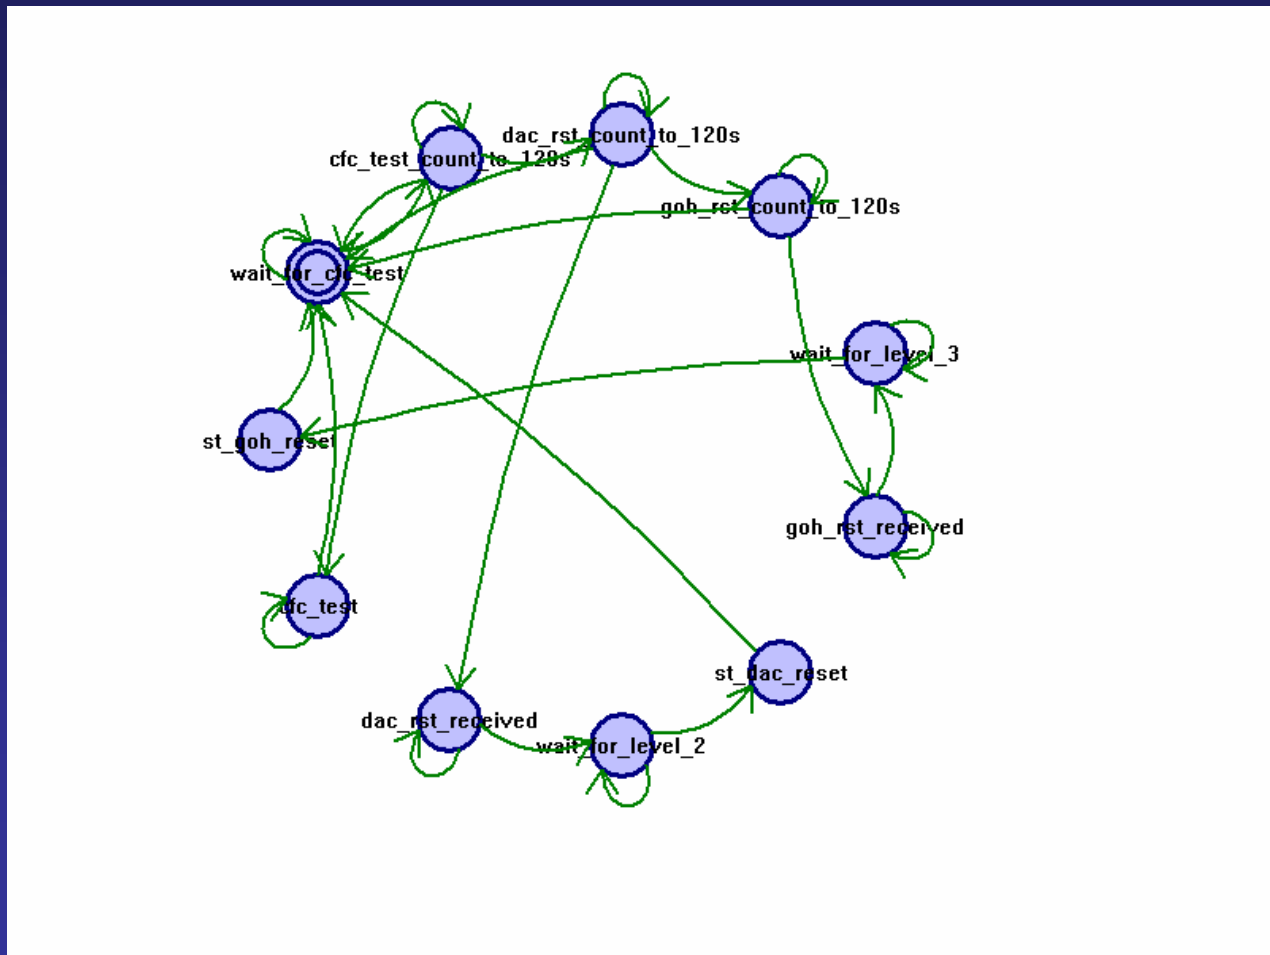 dac_rst_count_to_120s
cfc_test_count_to_120s
goh_rst_count_to_120s
wait_for_cfc_test
wait_for_level_3
st_goh_reset
goh_rst_received
cfc_test
st_dac_reset
dac_rst_received
wait_for_level_2